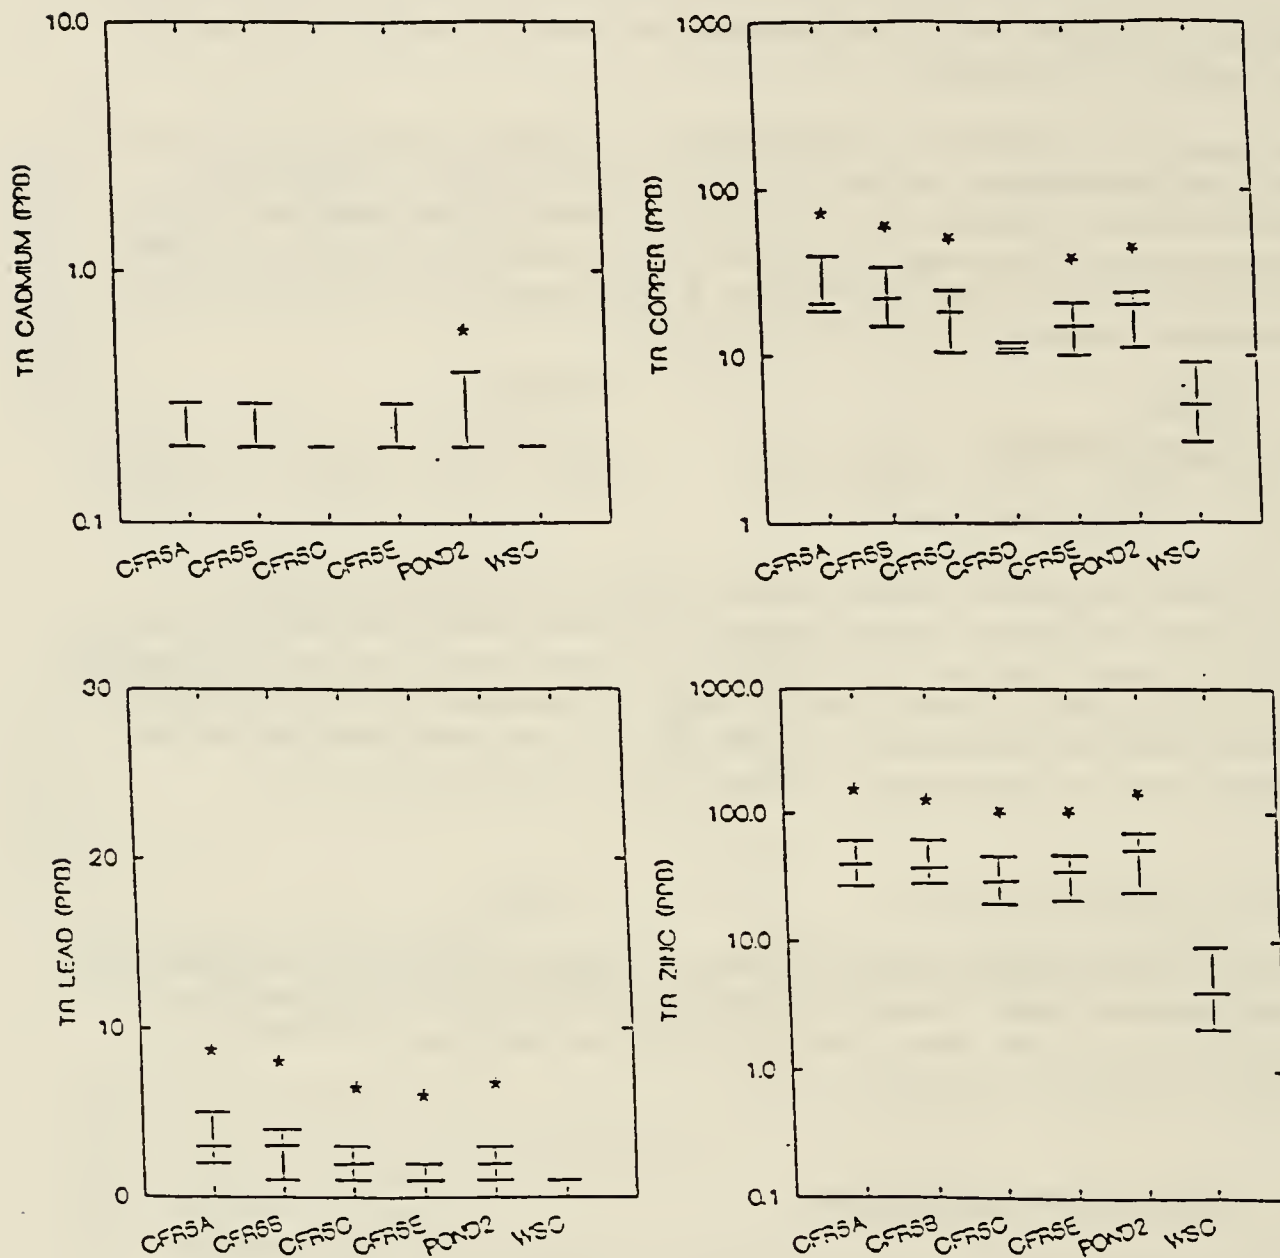 10.0
1.0
0.1
TR CADMIUM (PPB)
CFR5A
CFR5B
CFR5C
CFR5E
POND2
WSC
1000
100
10
1
TR COPPER (PPB)
CFR5A
CFR5B
CFR5C
CFR5D
CFR5E
POND2
WSC
30
20
10
0
TR LEAD (PPB)
CFR5A
CFR5B
CFR5C
CFR5E
POND2
WSC
1000.0
100.0
10.0
1.0
0.1
TR ZINC (PPB)
CFR5A
CFR5B
CFR5C
CFR5E
POND2
WSC